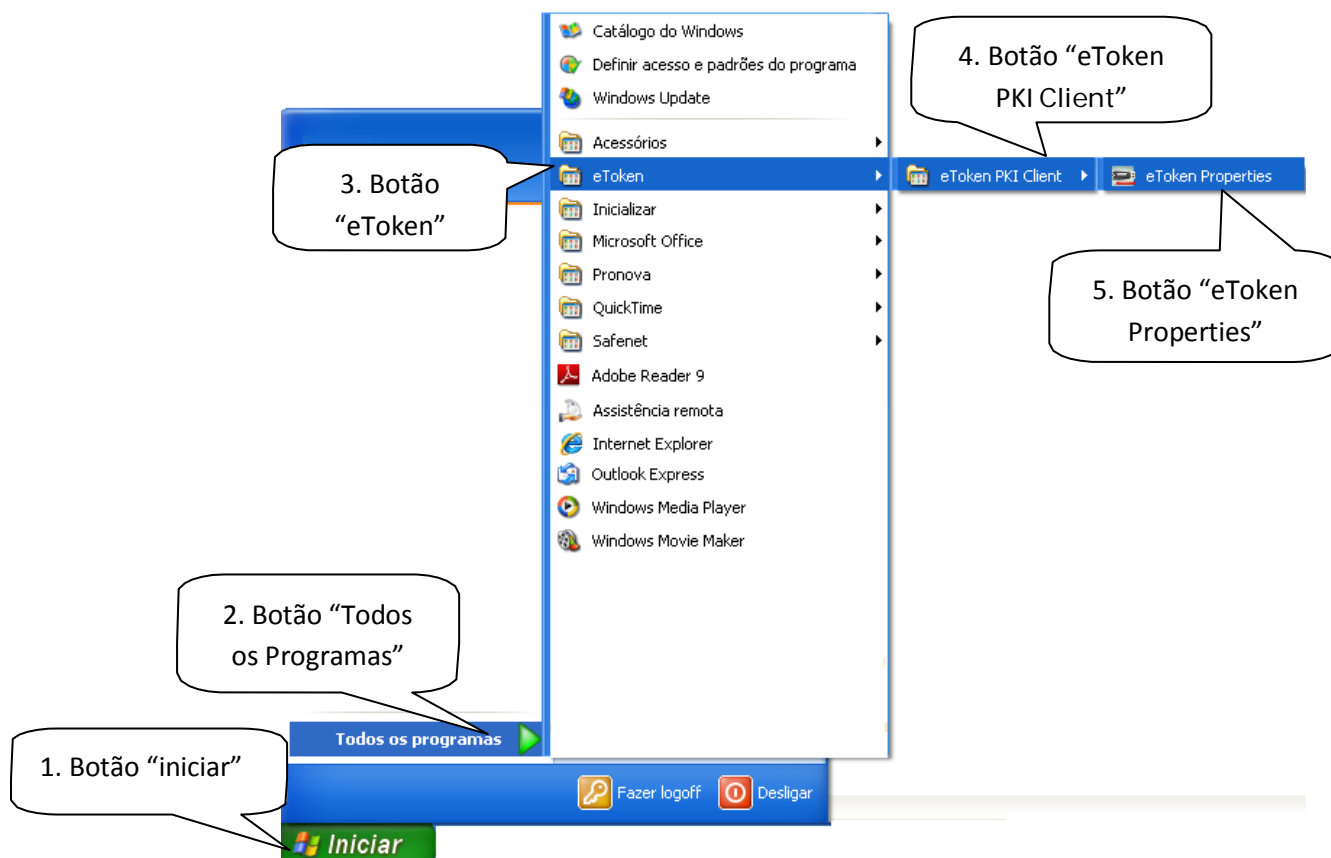 Catálogo do Windows
Definir acesso e padrões do programa
Windows Update
4. Botão “eToken
PKI Client”
Acessórios
3. Botão
“eToken”
eToken
eToken PKI Client
eToken Properties
Inicializar
Microsoft Office
Pronova
QuickTime
Safenet
5. Botão “eToken
Properties”
Adobe Reader 9
Assistência remota
Internet Explorer
Outlook Express
Windows Media Player
Windows Movie Maker
2. Botão “Todos
os Programas”
Todos os programas
1. Botão “iniciar”
Fazer logoff
Desligar
Iniciar